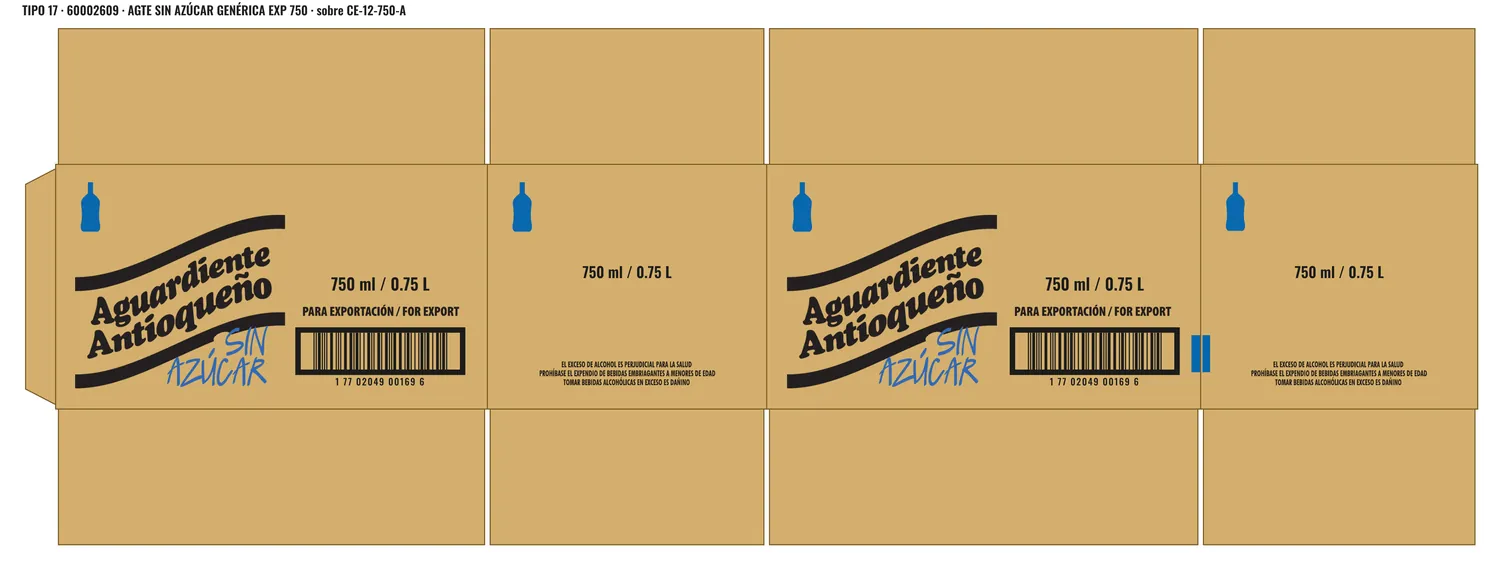 TIPO 17 · 60002609 · AGTE SIN AZÚCAR GENÉRICA EXP 750 · sobre CE-12-750-A
Aguardiente
Antioqueño
SIN
AZÚCAR
750 ml / 0.75 L
PARA EXPORTACIÓN / FOR EXPORT
1 77 02049 00169 6
750 ml / 0.75 L
EL EXCESO DE ALCOHOL ES PERJUDICIAL PARA LA SALUD
PROHÍBASE EL EXPENDIO DE BEBIDAS EMBRIAGANTES A MENORES DE EDAD
TOMAR BEBIDAS ALCOHÓLICAS EN EXCESO ES DAÑINO
Aguardiente
Antioqueño
SIN
AZÚCAR
750 ml / 0.75 L
PARA EXPORTACIÓN / FOR EXPORT
1 77 02049 00169 6
750 ml / 0.75 L
EL EXCESO DE ALCOHOL ES PERJUDICIAL PARA LA SALUD
PROHÍBASE EL EXPENDIO DE BEBIDAS EMBRIAGANTES A MENORES DE EDAD
TOMAR BEBIDAS ALCOHÓLICAS EN EXCESO ES DAÑINO